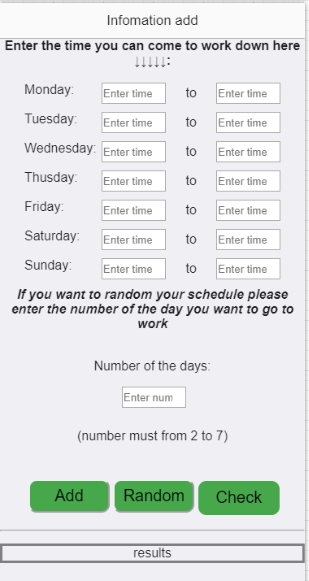 Infomation add
Enter the time you can come to work down here
↓↓↓↓↓:
Monday: Enter time to Enter time
Tuesday: Enter time to Enter time
Wednesday: Enter time to Enter time
Thusday: Enter time to Enter time
Friday: Enter time to Enter time
Saturday: Enter time to Enter time
Sunday: Enter time to Enter time
If you want to random your schedule please
enter the number of the day you want to go to
work
Number of the days:
Enter num
(number must from 2 to 7)
Add Random Check
results